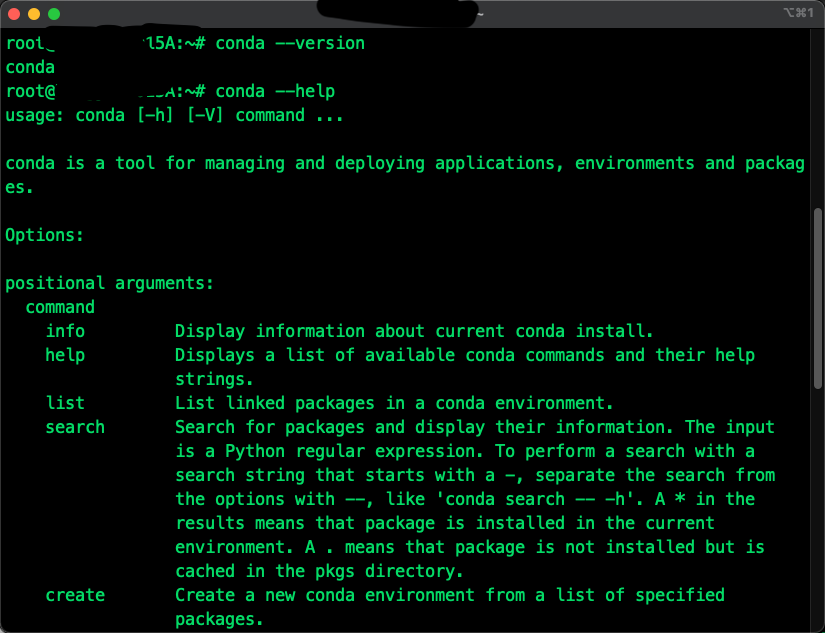 ~
⌥⌘1
root 15A:~# conda --version
conda
root@ A:~# conda --help
usage: conda [-h] [-V] command ...
conda is a tool for managing and deploying applications, environments and packag
es.
Options:
positional arguments:
command
info Display information about current conda install.
help Displays a list of available conda commands and their help
strings.
list List linked packages in a conda environment.
search Search for packages and display their information. The input
is a Python regular expression. To perform a search with a
search string that starts with a -, separate the search from
the options with --, like 'conda search -- -h'. A * in the
results means that package is installed in the current
environment. A . means that package is not installed but is
cached in the pkgs directory.
create Create a new conda environment from a list of specified
packages.